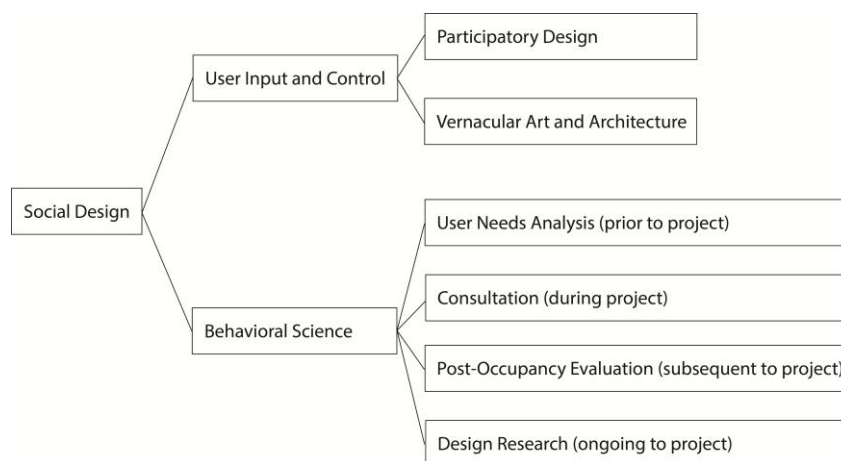 Participatory Design
User Input and Control
Vernacular Art and Architecture
Social Design
User Needs Analysis (prior to project)
Consultation (during project)
Behavioral Science
Post-Occupancy Evaluation (subsequent to project)
Design Research (ongoing to project)